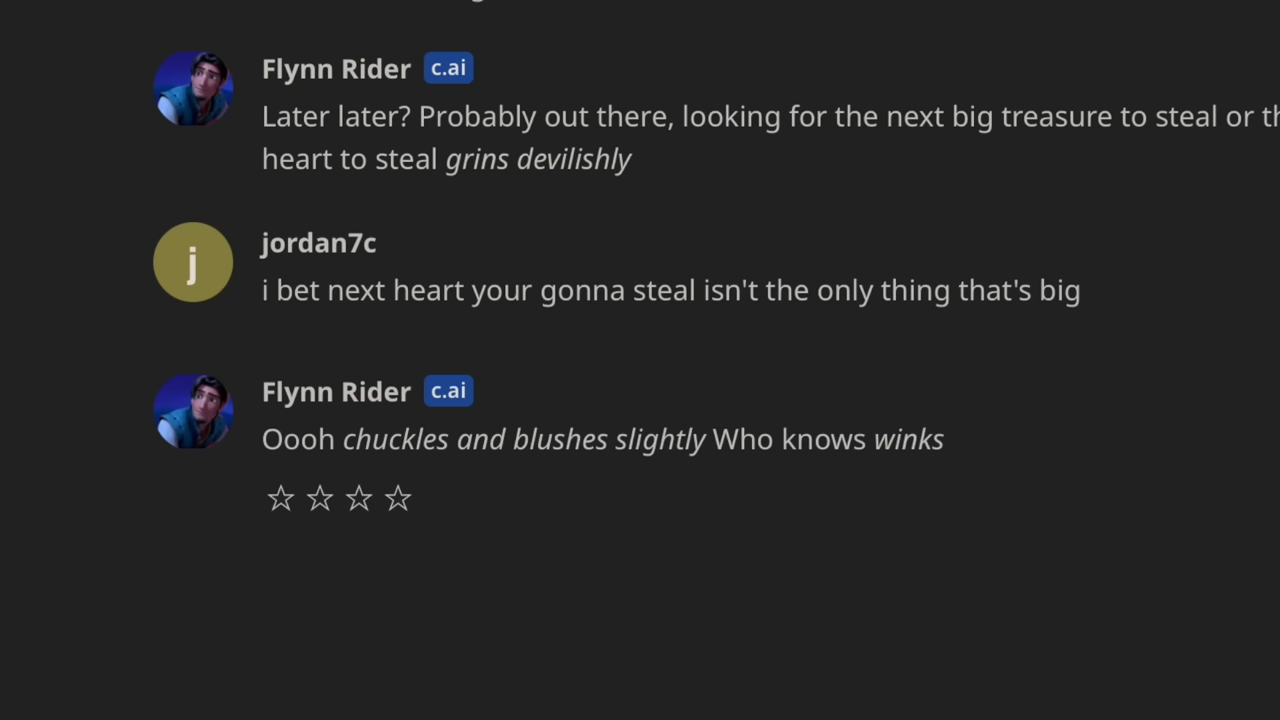 Flynn Rider c.ai
Later later? Probably out there, looking for the next big treasure to steal or
heart to steal grins devilishly
j
jordan7c
i bet next heart your gonna steal isn't the only thing that's big
Flynn Rider c.ai
Oooh chuckles and blushes slightly Who knows winks
☆ ☆ ☆ ☆